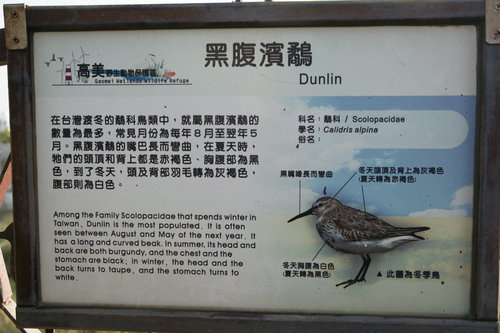 高美野生動物保護區
Gaomei Wetlands Wildlife Refuge
黑腹濱鷸
Dunlin
在台灣渡冬的鷸科鳥類中，就屬黑腹濱鷸的
數量為最多，常見月份為每年8月至翌年5
月。黑腹濱鷸的嘴巴長而彎曲，在夏天時，
牠們的頭頂和背上都是赤褐色，胸腹部為黑
色，到了冬天，頭及背部羽毛轉為灰褐色，
腹部則為白色。
Among the Family Scolopacidae that spends winter in
Taiwan, Dunlin is the most populated. It is often
seen between August and May of the next year. It
has a long and curved beak. In summer, its head and
back are both burgundy, and the chest and the
stomach are black; in winter, the head and the
back turns to taupe, and the stomach turns to
white.
科名：鷸科 / Scolopacidae
學名：Calidris alpina
俗名：
黑嘴緣長而彎曲
冬天頭頂及背上為灰褐色
(夏天轉為赤褐色)
冬天胸腹部為白色
(夏天轉為黑色)
▲ 此圖為冬季鳥